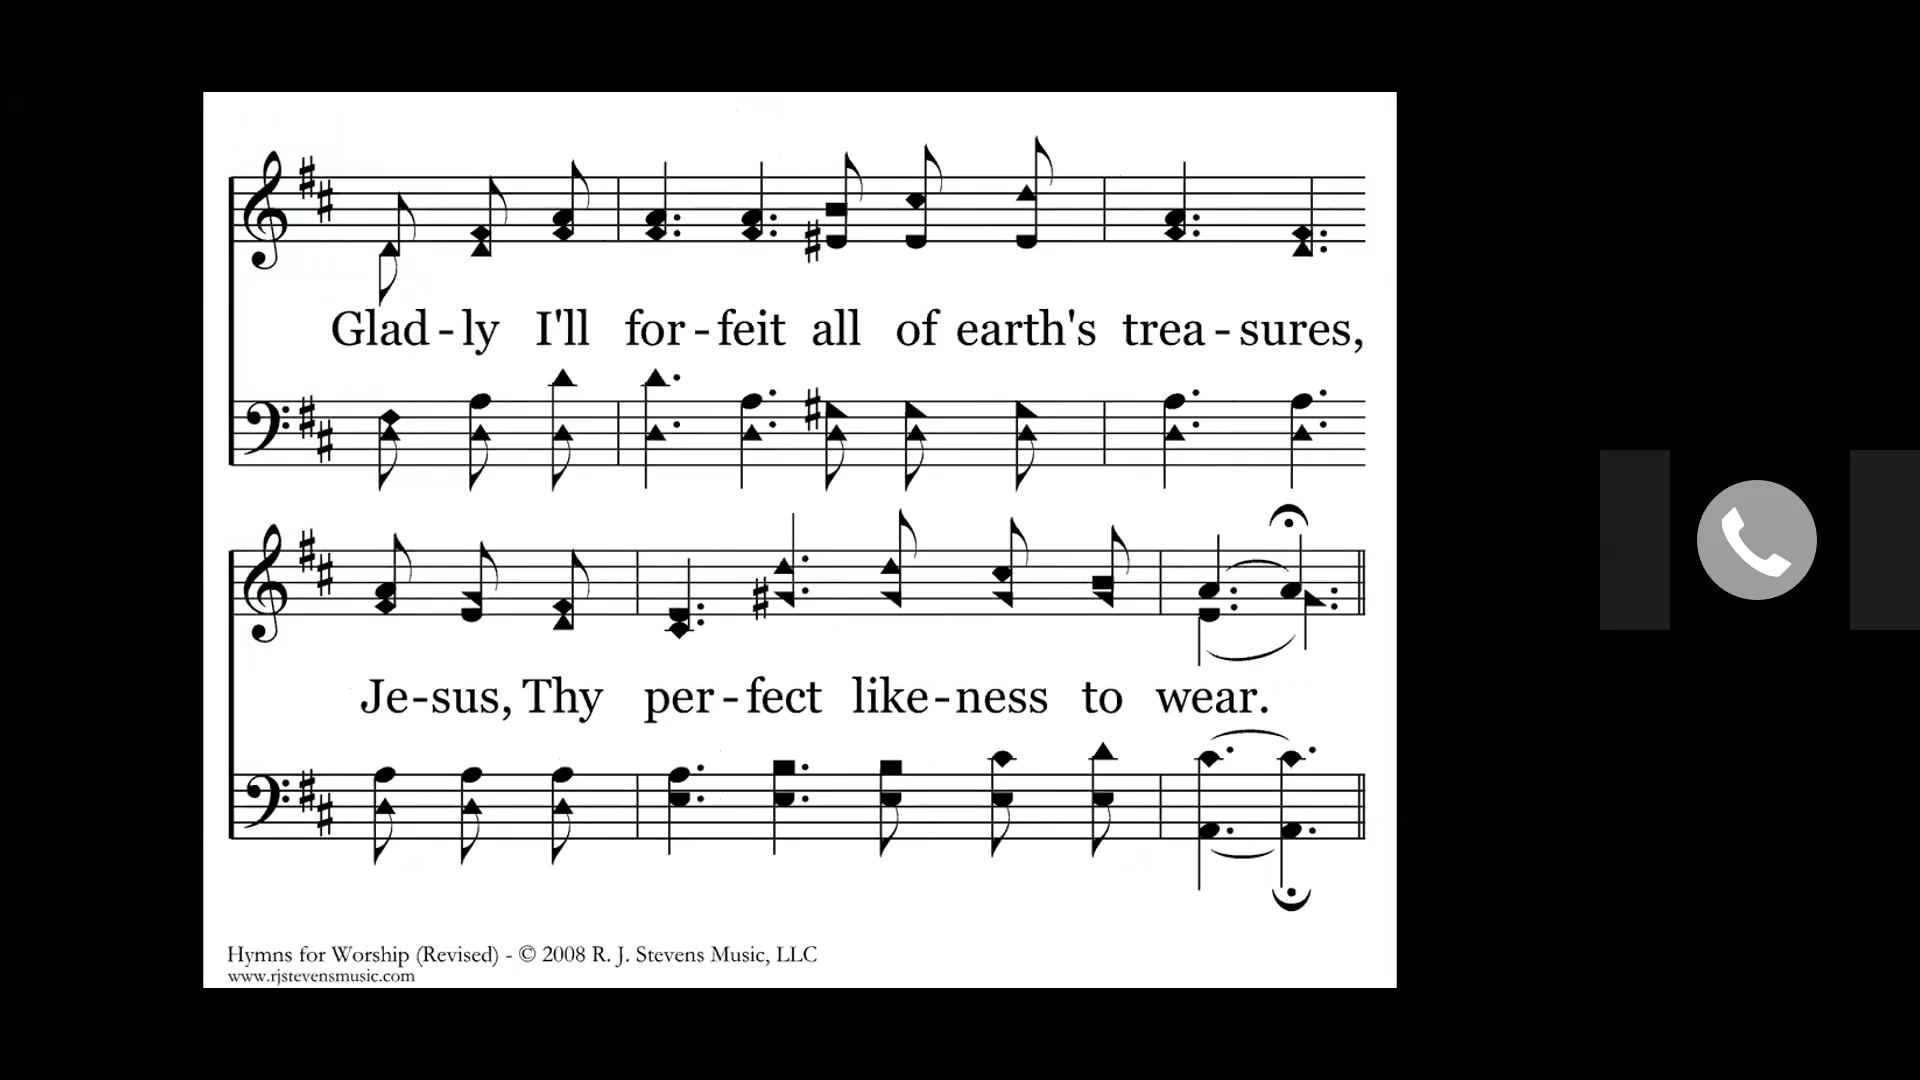 Glad-ly I'll for-feit all of earth's trea-sures,
Je-sus, Thy per-fect like-ness to wear.
Hymns for Worship (Revised) - © 2008 R. J. Stevens Music, LLC
www.rjstevensmusic.com